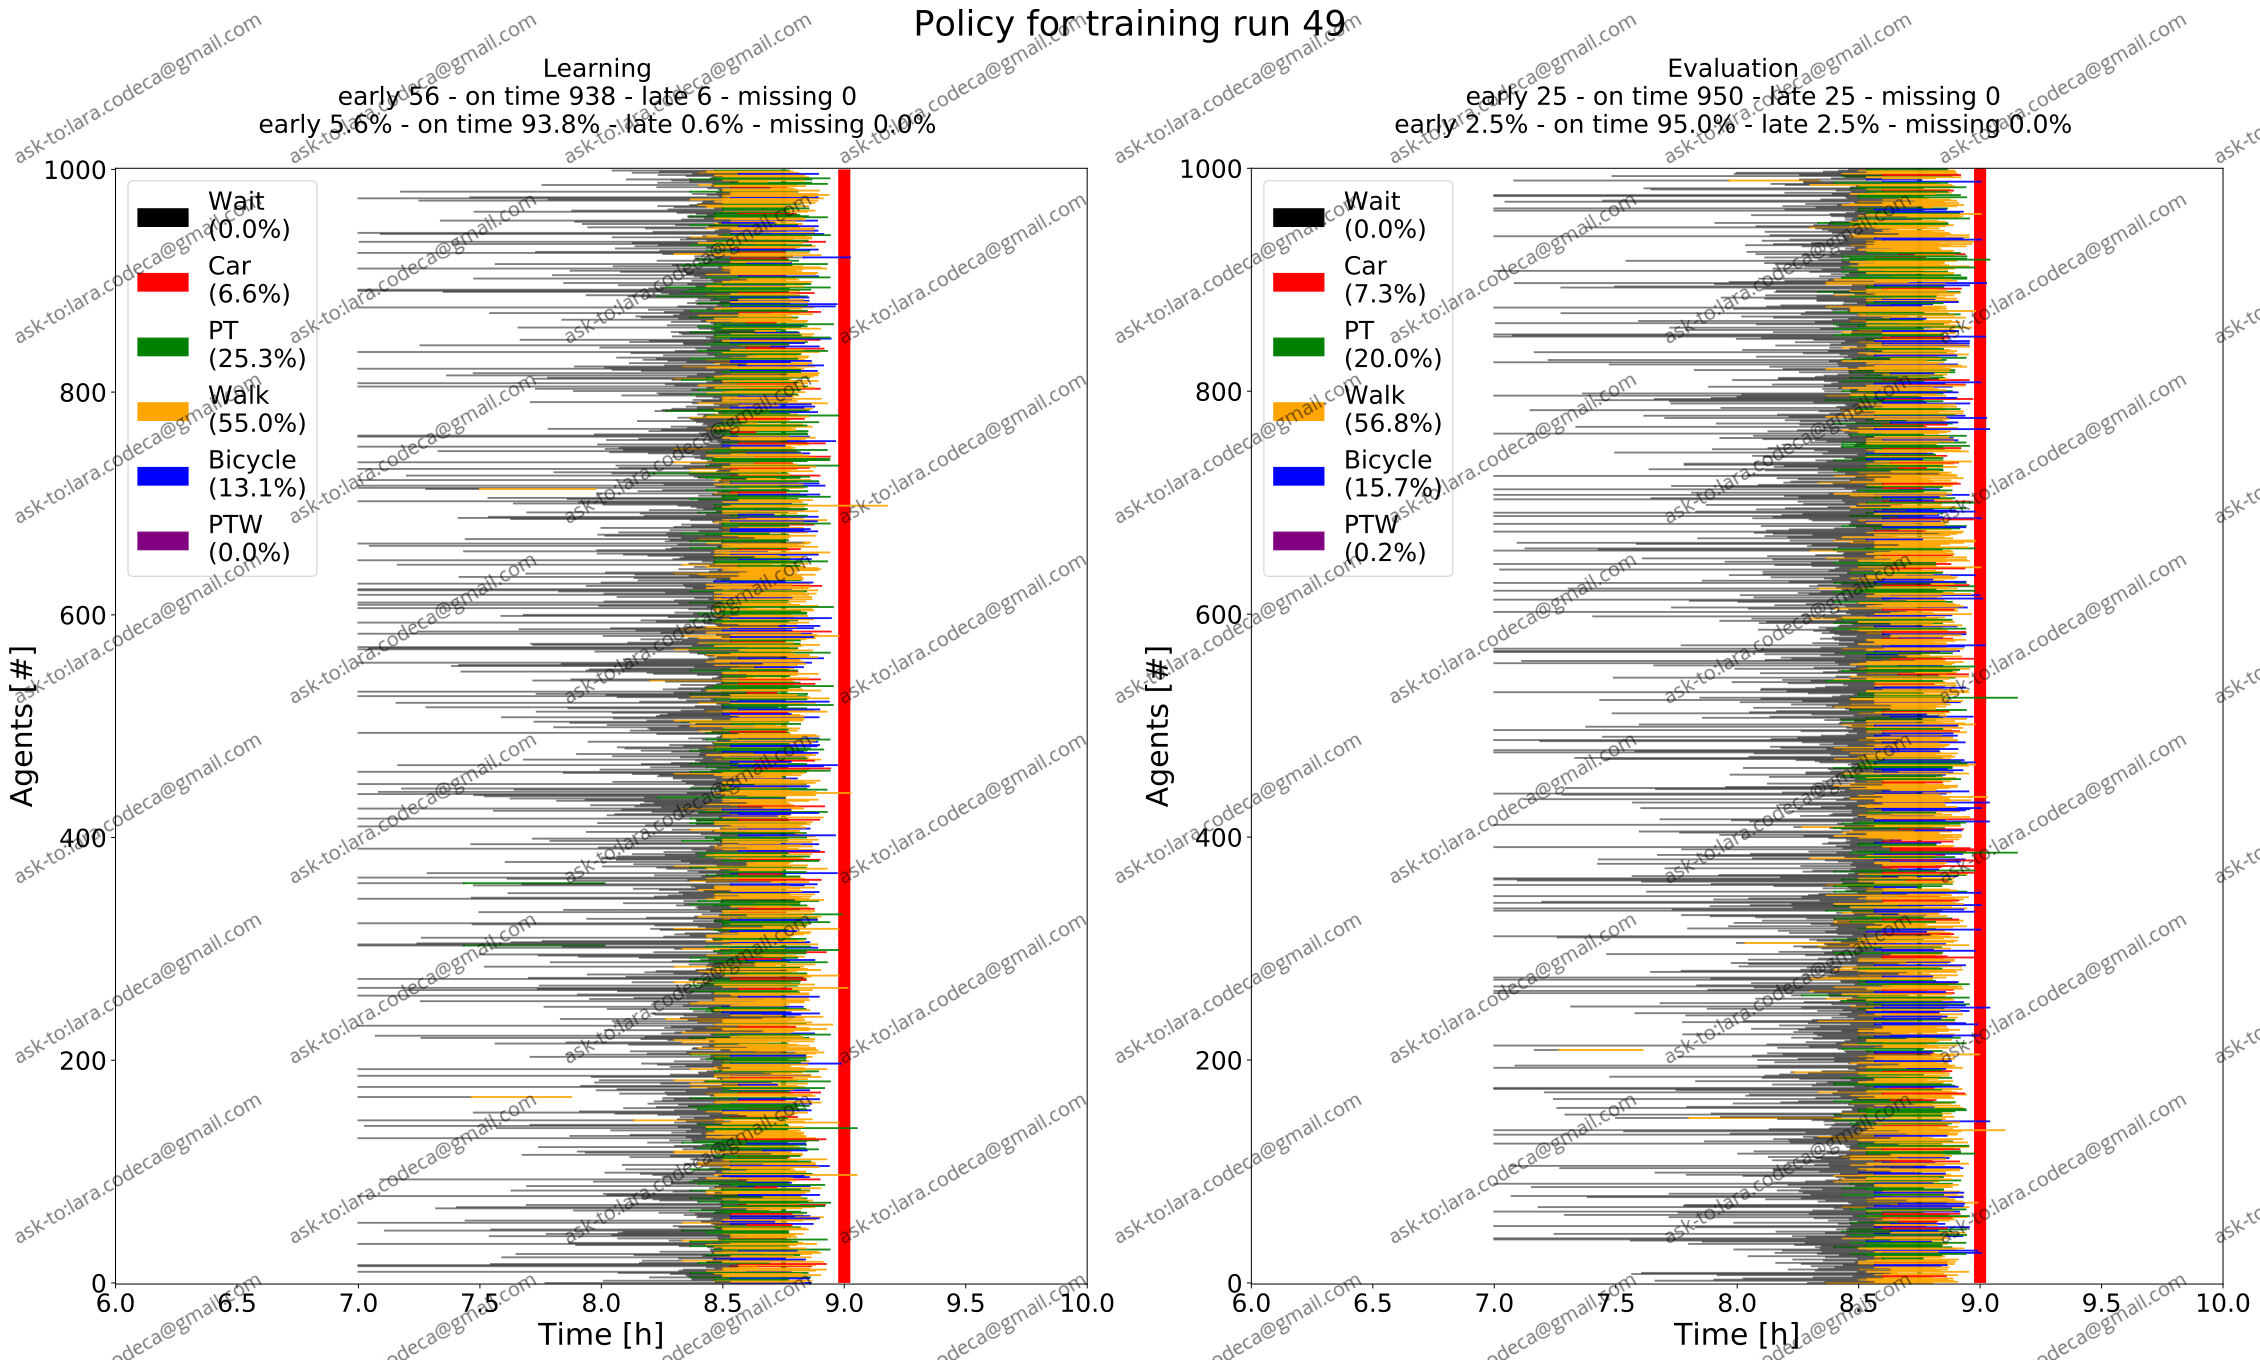 Policy for training run 49
Learning
early 56 - on time 938 - late 6 - missing 0
early 5.6% - on time 93.8% - late 0.6% - missing 0.0%
1000
800
600
400
200
0
Agents [#]
Wait
(0.0%)
Car
(6.6%)
PT
(25.3%)
Walk
(55.0%)
Bicycle
(13.1%)
PTW
(0.0%)
6.0 6.5 7.0 7.5 8.0 8.5 9.0 9.5 10.0
Time [h]
Evaluation
early 25 - on time 950 - late 25 - missing 0
early 2.5% - on time 95.0% - late 2.5% - missing 0.0%
1000
800
600
400
200
0
Agents [#]
Wait
(0.0%)
Car
(7.3%)
PT
(20.0%)
Walk
(56.8%)
Bicycle
(15.7%)
PTW
(0.2%)
6.0 6.5 7.0 7.5 8.0 8.5 9.0 9.5 10.0
Time [h]
ask-to:lara.codeca@gmail.com